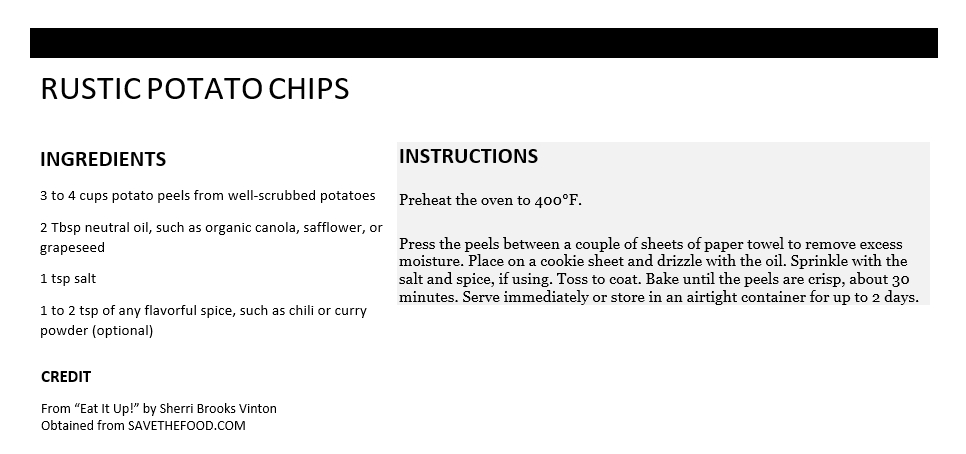 RUSTIC POTATO CHIPS
INGREDIENTS
3 to 4 cups potato peels from well-scrubbed potatoes
2 Tbsp neutral oil, such as organic canola, safflower, or
grapeseed
1 tsp salt
1 to 2 tsp of any flavorful spice, such as chili or curry
powder (optional)
CREDIT
From “Eat It Up!” by Sherri Brooks Vinton
Obtained from SAVETHEFOOD.COM
INSTRUCTIONS
Preheat the oven to 400°F.
Press the peels between a couple of sheets of paper towel to remove excess
moisture. Place on a cookie sheet and drizzle with the oil. Sprinkle with the
salt and spice, if using. Toss to coat. Bake until the peels are crisp, about 30
minutes. Serve immediately or store in an airtight container for up to 2 days.